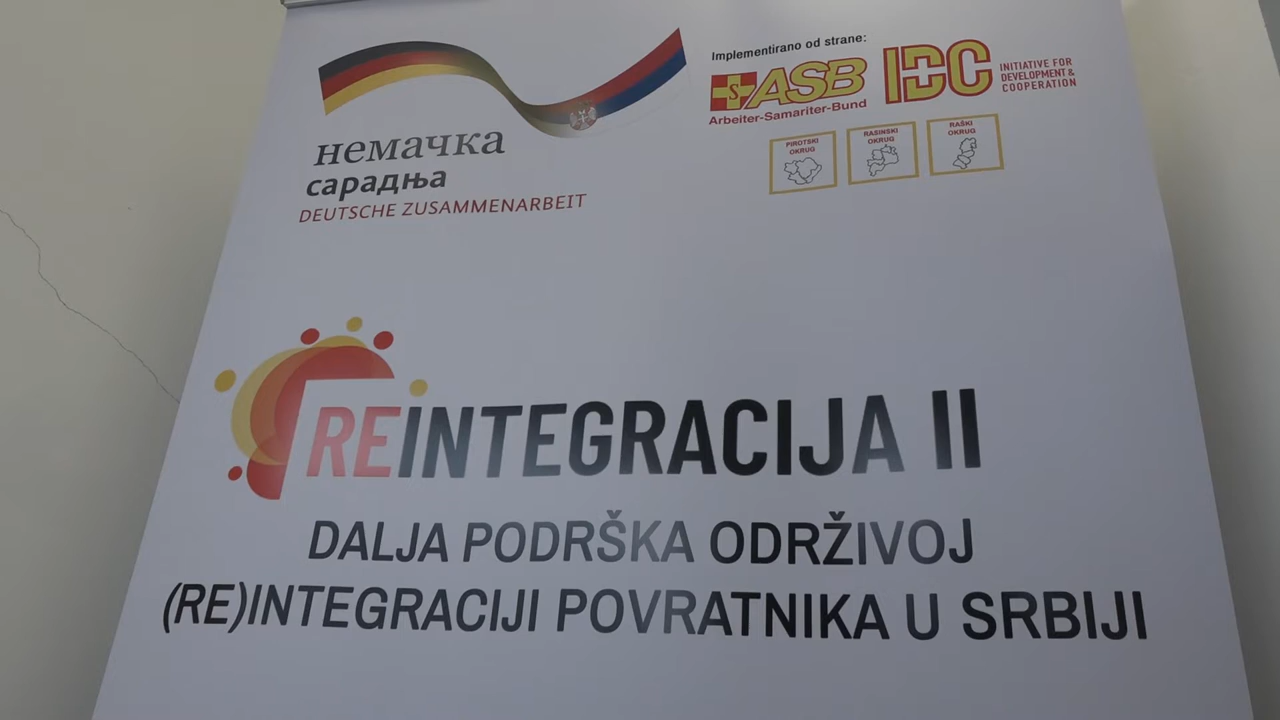 немачка
сарадња
DEUTSCHE ZUSAMMENARBEIT
Implementirano od strane:
S ASB
Arbeiter-Samariter-Bund
IDC
INITIATIVE FOR
DEVELOPMENT &
COOPERATION
PIROTSKI
OKRUG
RASINSKI
OKRUG
RAŠKI
OKRUG
REINTEGRACIJA II
DALJA PODRŠKA ODRŽIVOJ
(RE)INTEGRACIJI POVRATNIKA U SRBIJI